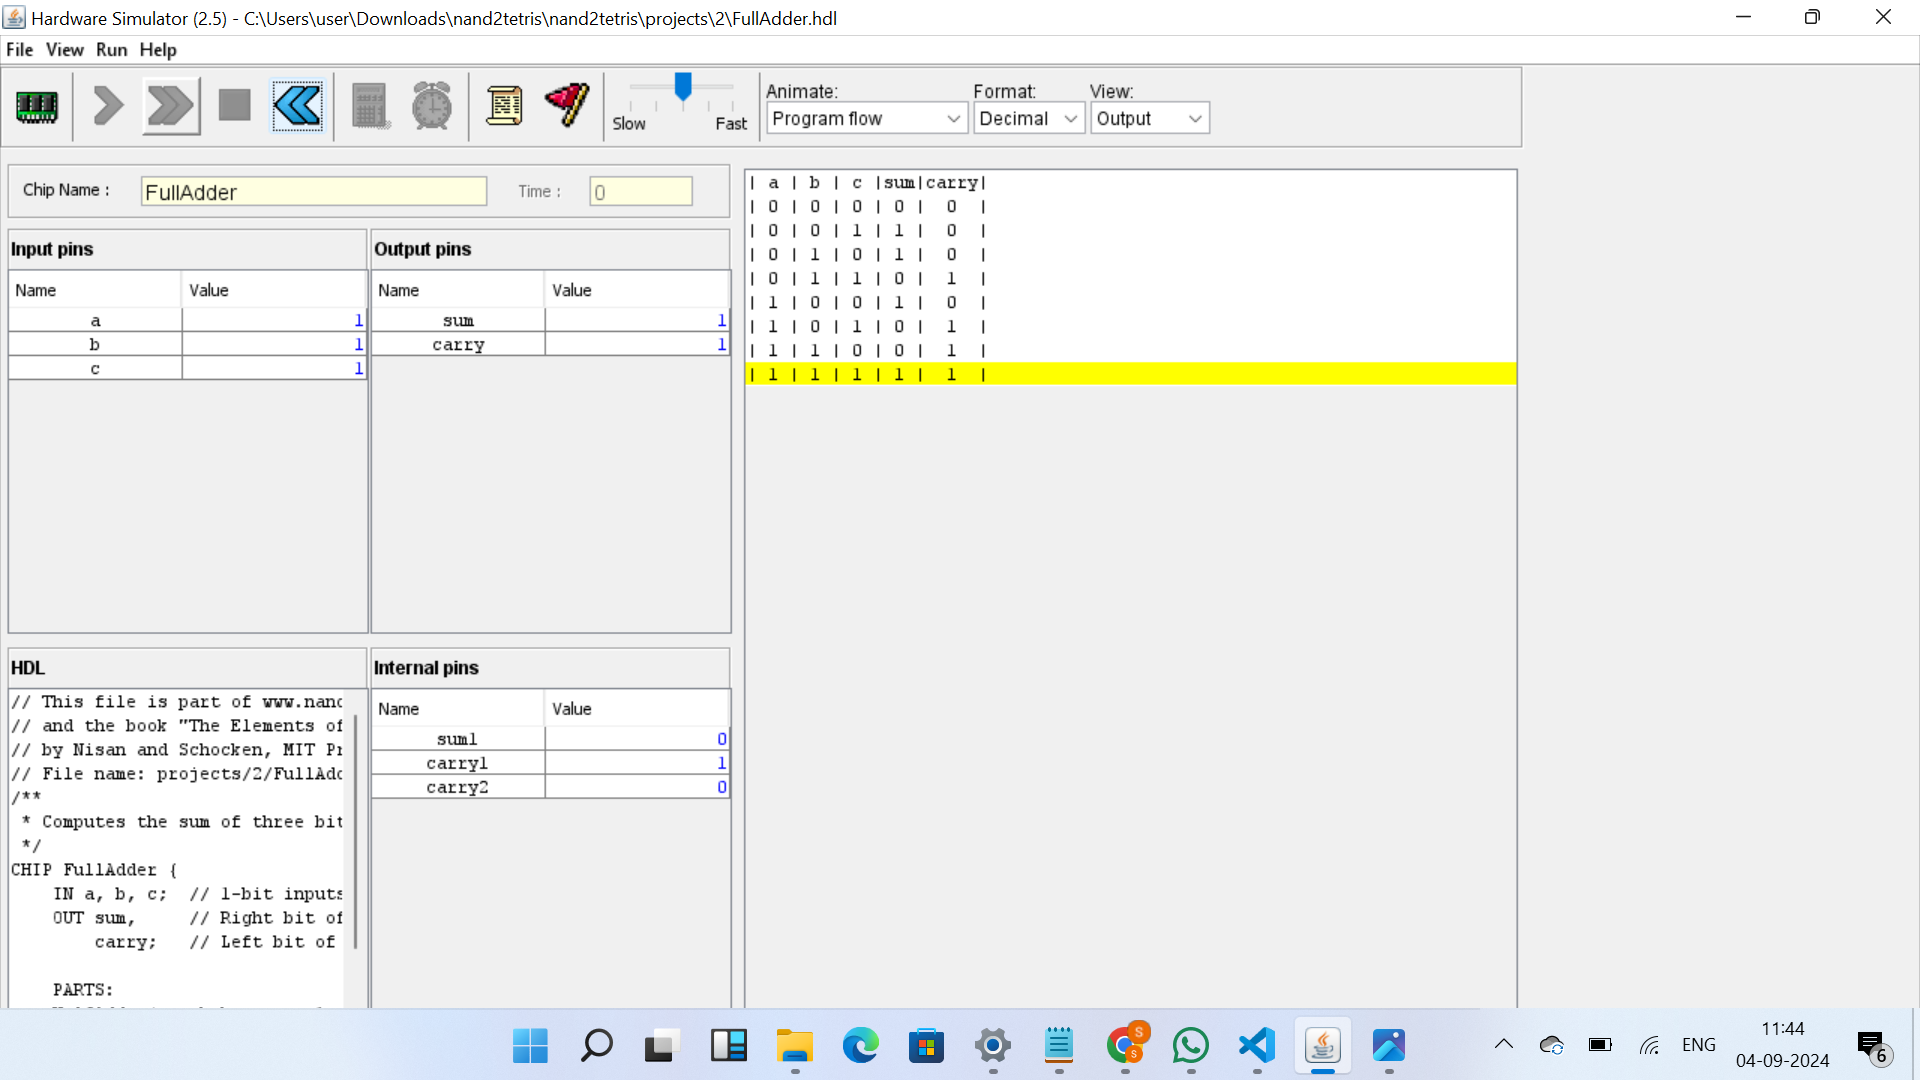 Hardware Simulator (2.5) - C:\Users\user\Downloads\nand2tetris\nand2tetris\projects\2\FullAdder.hdl
File View Run Help
Slow Fast
Animate: Format: View:
Program flow Decimal Output
Chip Name : FullAdder Time : 0
Input pins
Name Value
a 1
b 1
c 1
Output pins
Name Value
sum 1
carry 1
| a | b | c |sum|carry|
| 0 | 0 | 0 | 0 | 0 |
| 0 | 0 | 1 | 1 | 0 |
| 0 | 1 | 0 | 1 | 0 |
| 0 | 1 | 1 | 0 | 1 |
| 1 | 0 | 0 | 1 | 0 |
| 1 | 0 | 1 | 0 | 1 |
| 1 | 1 | 0 | 0 | 1 |
| 1 | 1 | 1 | 1 | 1 |
HDL
// This file is part of www.nanc
// and the book "The Elements of
// by Nisan and Schocken, MIT Pr
// File name: projects/2/FullAdd
/**
* Computes the sum of three bit
*/
CHIP FullAdder {
IN a, b, c; // 1-bit inputs
OUT sum, // Right bit of
carry; // Left bit of
PARTS:
Internal pins
Name Value
sum1 0
carry1 1
carry2 0
S
S
ENG
11:44
04-09-2024
6